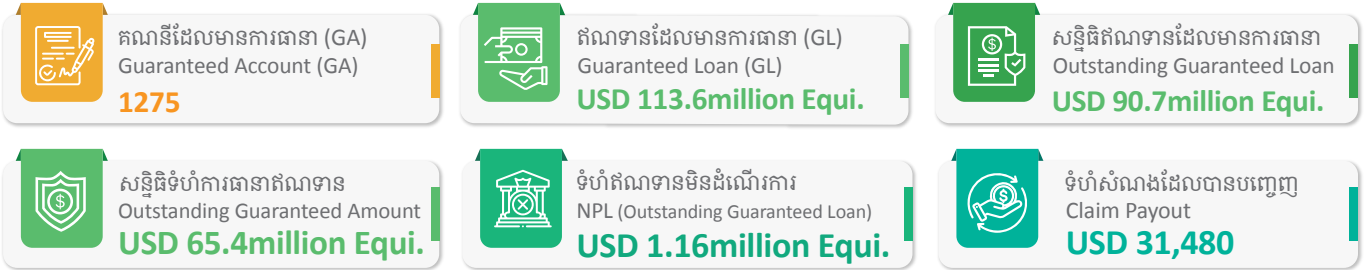 គណនីដែលមានការធានា (GA)
Guaranteed Account (GA)
1275
ឥណទានដែលមានការធានា (GL)
Guaranteed Loan (GL)
USD 113.6million Equi.
សន្និធិឥណទានដែលមានការធានា
Outstanding Guaranteed Loan
USD 90.7million Equi.
សន្និធិទំហំការធានាឥណទាន
Outstanding Guaranteed Amount
USD 65.4million Equi.
ទំហំឥណទានមិនដំណើរការ
NPL (Outstanding Guaranteed Loan)
USD 1.16million Equi.
ទំហំសំណងដែលបានបញ្ចេញ
Claim Payout
USD 31,480